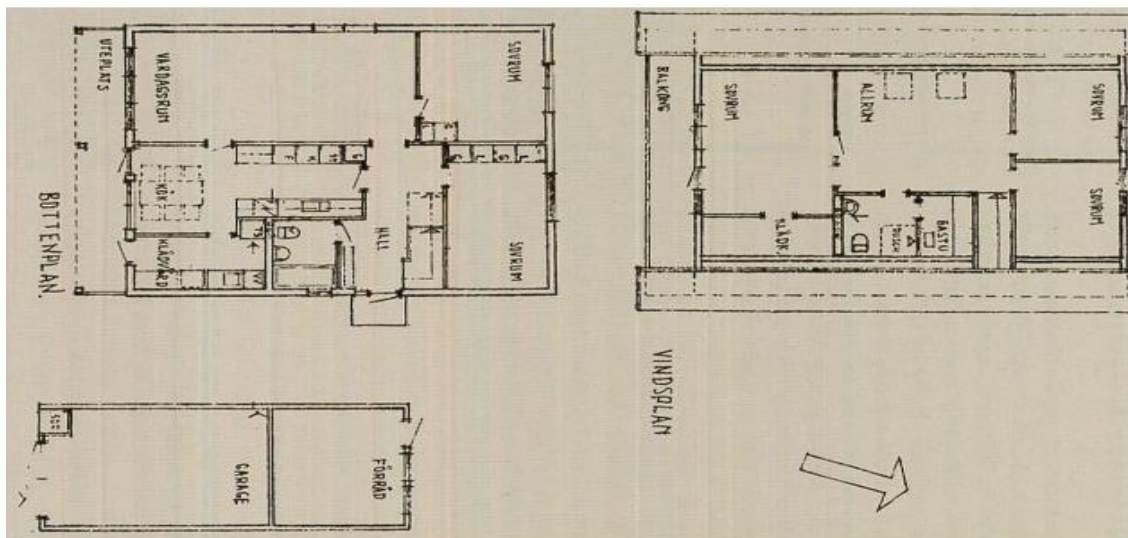 UTEPLATS
VARDAGSRUM
SOVRUM
KÖK
KLÄDVÅRD
HALL
SOVRUM
BOTTENPLAN.
BALKONG
SOVRUM
ALLRUM
SOVRUM
SOVRUM
KLÄDK.
DUSCH
BASTU
VINDSPLAN
GARAGE
FÖRRÅD